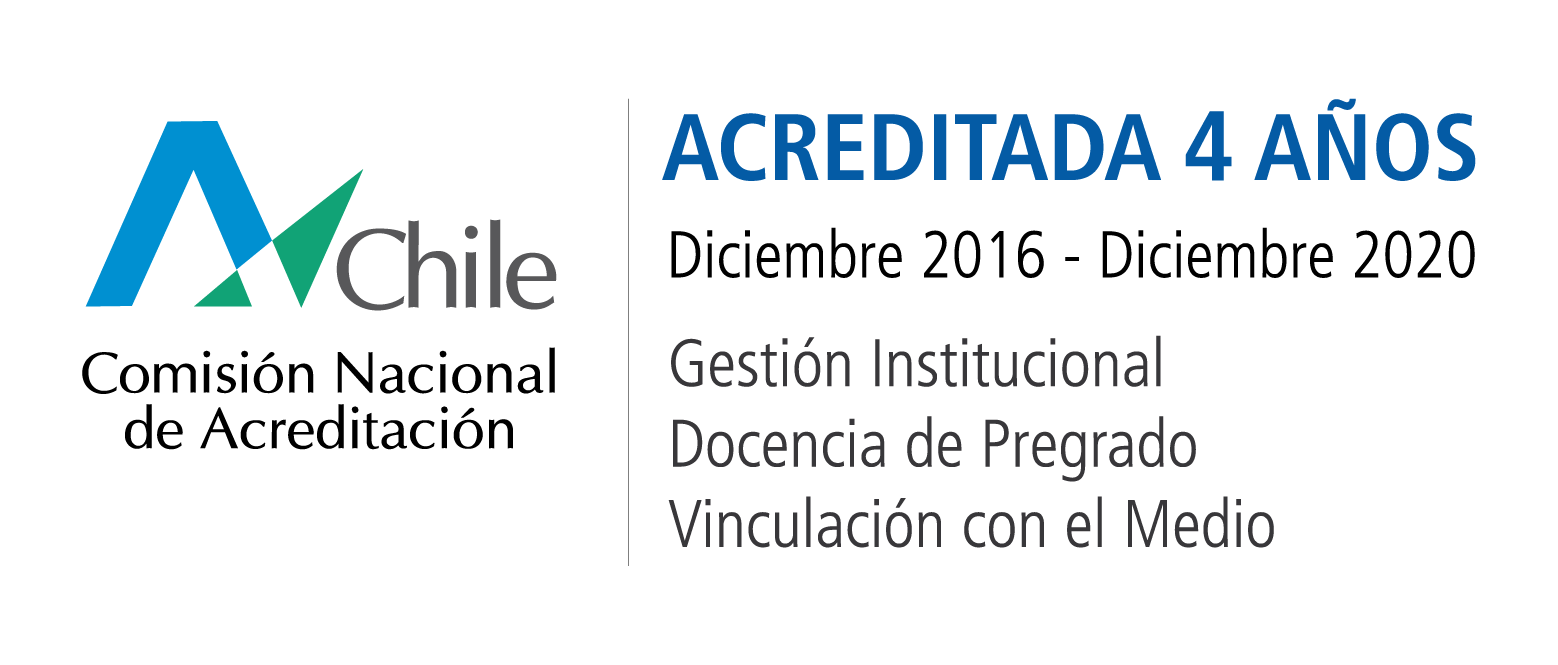 Chile
Comisión Nacional
de Acreditación
ACREDITADA 4 AÑOS
Diciembre 2016 - Diciembre 2020
Gestión Institucional
Docencia de Pregrado
Vinculación con el Medio